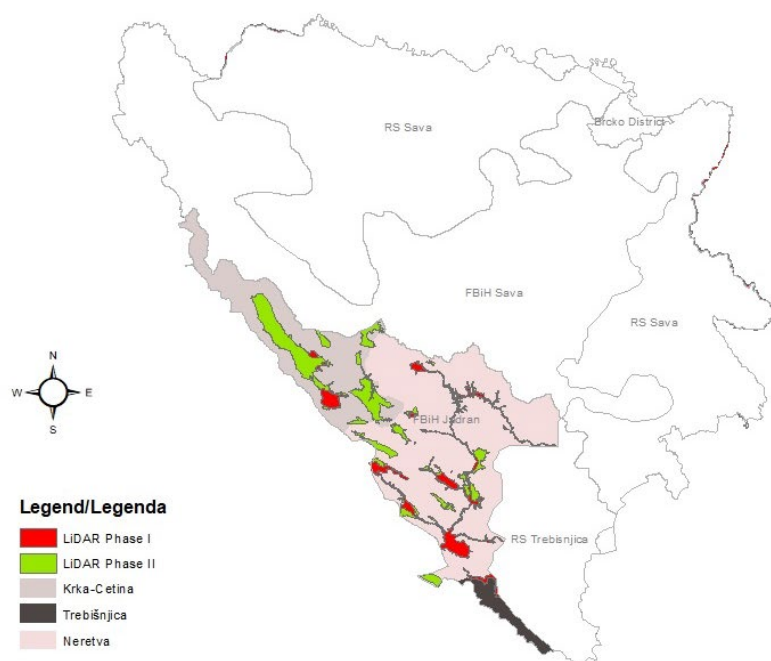 RS Sava
Brcko District
FBiH Sava
RS Sava
N
W E
S
FBiH Jadran
RS Trebisnjica
Legend/Legenda
LiDAR Phase I
LiDAR Phase II
Krka-Cetina
Trebišnjica
Neretva